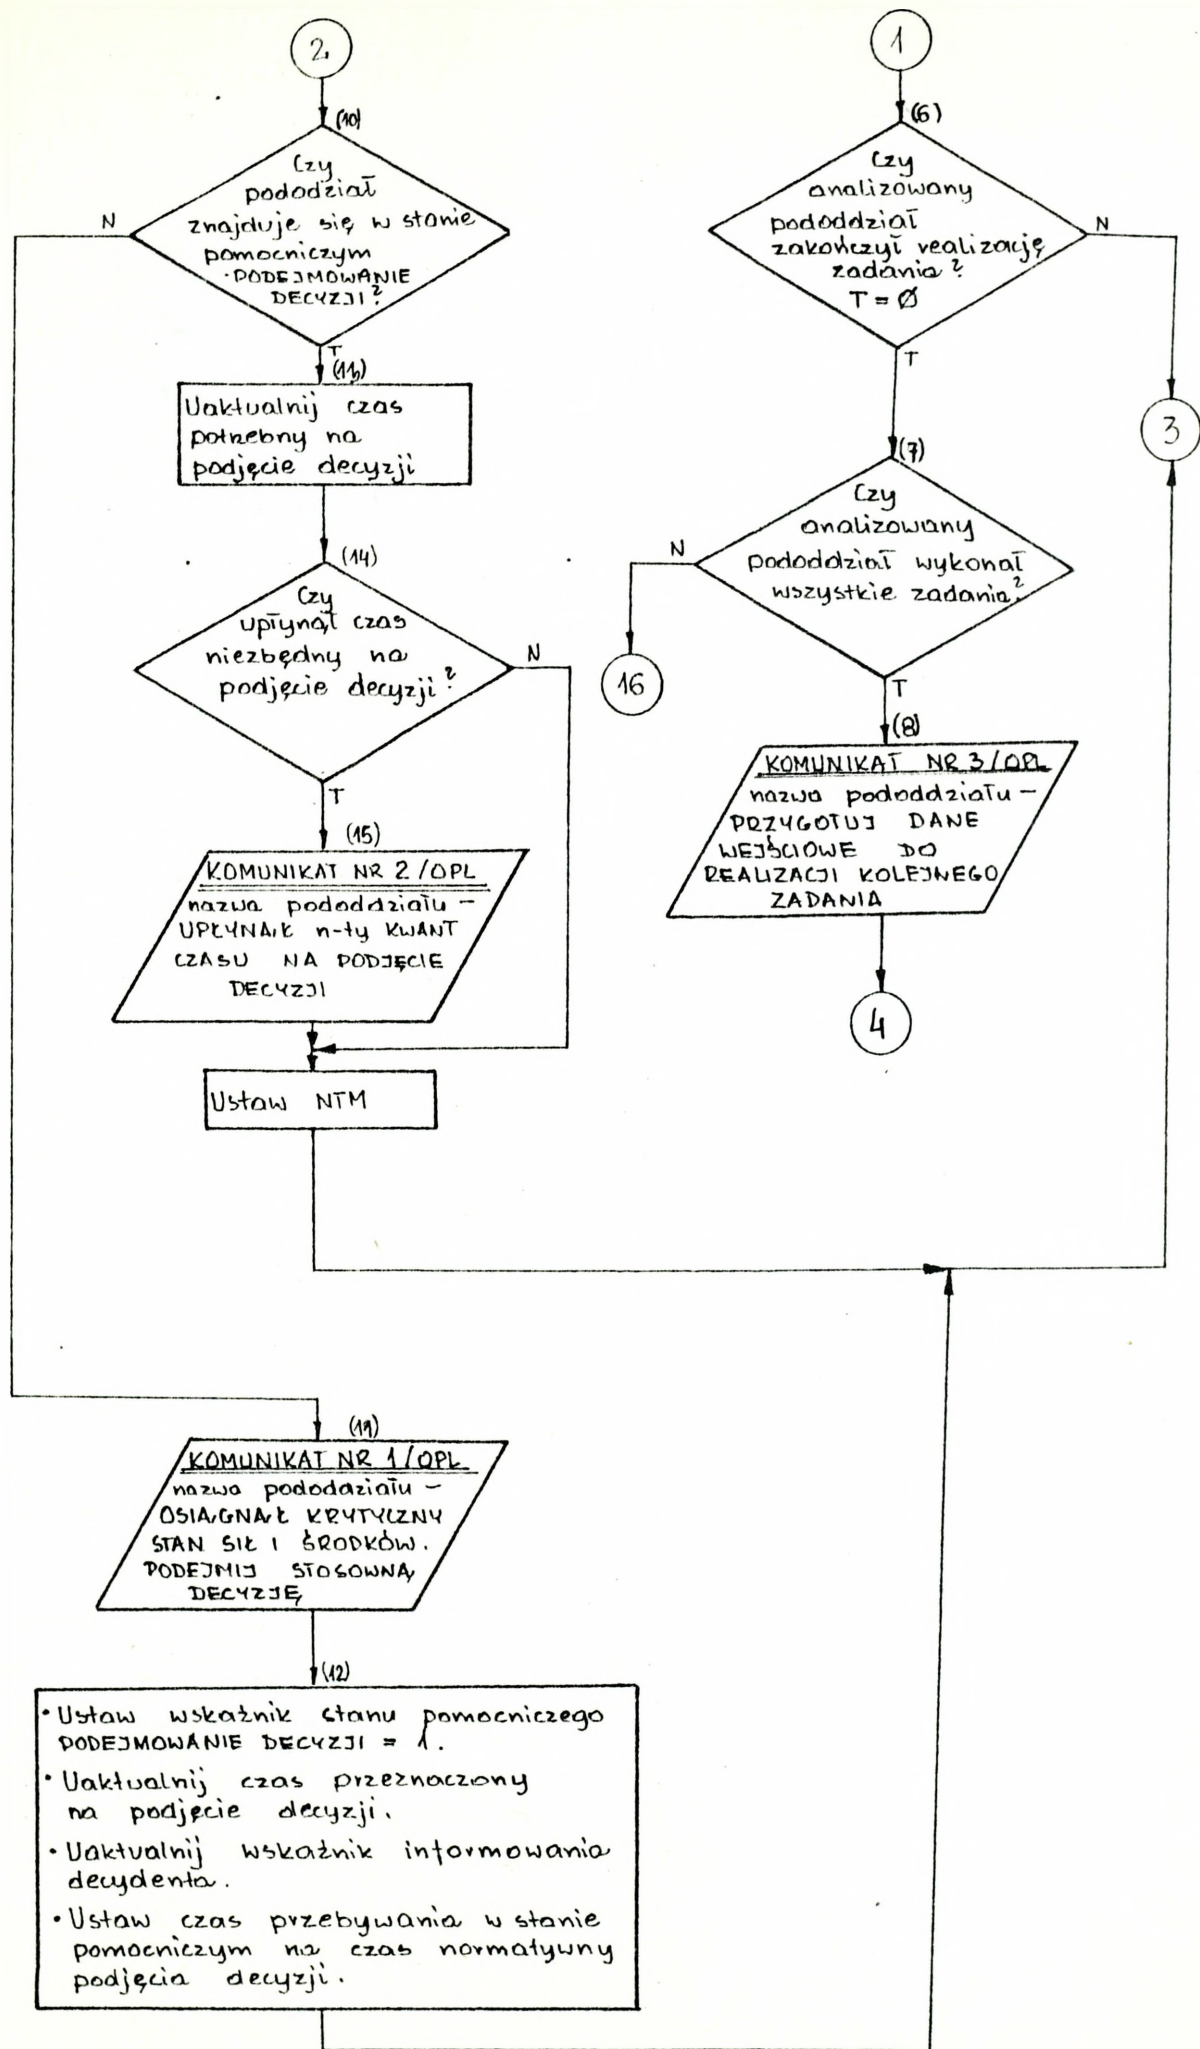 2.
(10)
Czy
pododział
znajduje się w stanie
pomocniczym
PODEJMOWANIE
DECYZJI?
N
T
(13)
Uaktualnij czas
potrzebny na
podjęcie decyzji
(14)
Czy
upłynął czas
niezbędny na
podjęcie decyzji?
N
T
(15)
KOMUNIKAT NR 2/OPL
nazwa pododdziału –
UPŁYNĄŁ n-ty KWANT
CZASU NA PODJĘCIE
DECYZJI
Ustaw NTM
(11)
KOMUNIKAT NR 1/OPL
nazwa pododdziału –
OSIĄGNĄŁ KRYTYCZNY
STAN SIŁ I ŚRODKÓW.
PODEJMIJ STOSOWNĄ
DECYZJĘ
(12)
• Ustaw wskaźnik stanu pomocniczego
PODEJMOWANIE DECYZJI = 1.
• Uaktualnij czas przeznaczony
na podjęcie decyzji.
• Uaktualnij wskaźnik informowania
decydenta.
• Ustaw czas przebywania w stanie
pomocniczym na czas normatywny
podjęcia decyzji.
1
(6)
Czy
analizowany
pododdział
zakończył realizację
zadania?
T = Ø
N
T
3
(7)
Czy
analizowany
pododdział wykonał
wszystkie zadania?
N
16
T
(8)
KOMUNIKAT NR 3/OPL
nazwa pododdziału –
PRZYGOTUJ DANE
WEJŚCIOWE DO
REALIZACJI KOLEJNEGO
ZADANIA
4